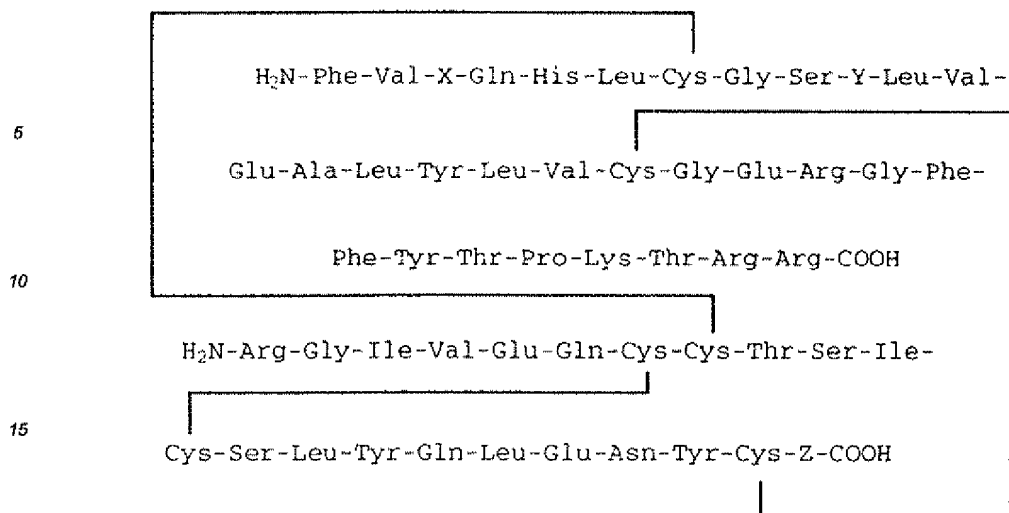 H₂N-Phe-Val-X-Gln-His-Leu-Cys-Gly-Ser-Y-Leu-Val-
5
Glu-Ala-Leu-Tyr-Leu-Val-Cys-Gly-Glu-Arg-Gly-Phe-
Phe-Tyr-Thr-Pro-Lys-Thr-Arg-Arg-COOH
10
H₂N-Arg-Gly-Ile-Val-Glu-Gln-Cys-Cys-Thr-Ser-Ile-
15
Cys-Ser-Leu-Tyr-Gln-Leu-Glu-Asn-Tyr-Cys-Z-COOH